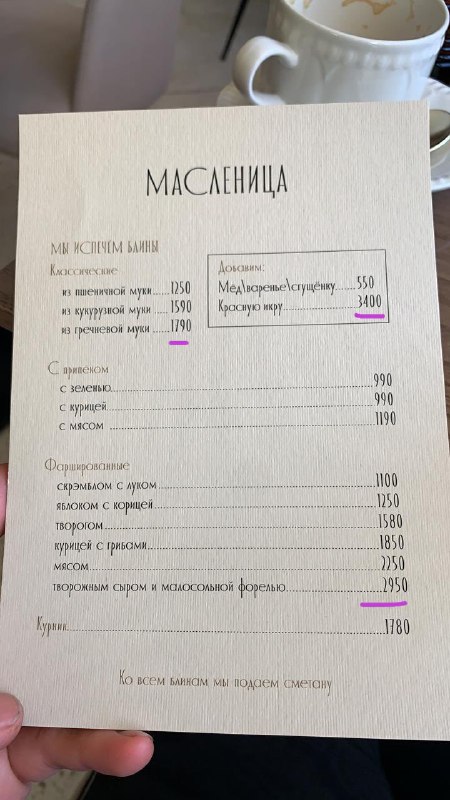 МАСЛЕНИЦА
МЫ ИСПЕЧЕМ БЛИНЫ
Классические
из пшеничной муки.....1250
из кукурузной муки.....1590
из гречневой муки.....1790
Добавим:
Мёд\варенье\сгущёнку.....550
Красную икру.....3400
С припеком
с зеленью.....990
с курицей.....990
с мясом.....1190
Фаршированные
скрэмблом с луком.....1100
яблоком с корицей.....1250
творогом.....1580
курицей с грибами.....1850
мясом.....2250
творожным сыром и малосольной форелью.....2950
Курник.....1780
Ко всем блинам мы подаем сметану